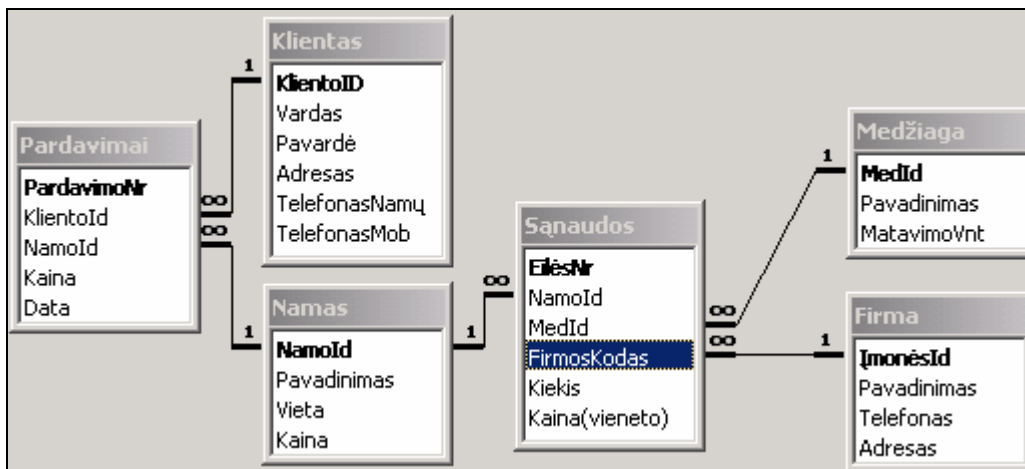 Pardavimai
PardavimoNr
KlientoId
NamoId
Kaina
Data
Klientas
KlientoID
Vardas
Pavardė
Adresas
TelefonasNamų
TelefonasMob
Namas
NamoId
Pavadinimas
Vieta
Kaina
Sąnaudos
EilėsNr
NamoId
MedId
FirmosKodas
Kiekis
Kaina(vieneto)
Medžiaga
MedId
Pavadinimas
MatavimoVnt
Firma
ĮmonėsId
Pavadinimas
Telefonas
Adresas
1
∞
∞
1
1
∞
1
∞
∞
1